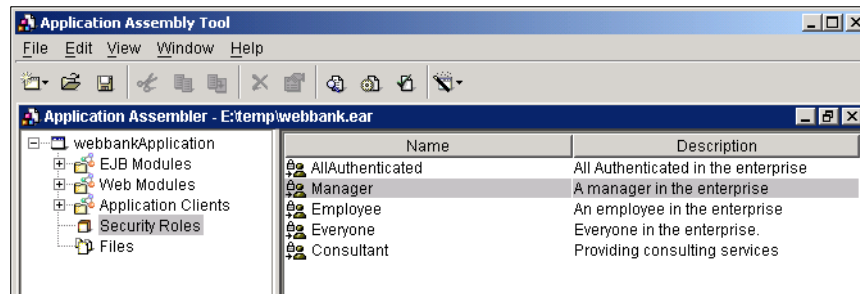 Application Assembly Tool
File Edit View Window Help
Application Assembler - E:\temp\webbank.ear
webbankApplication
EJB Modules
Web Modules
Application Clients
Security Roles
Files
Name Description
AllAuthenticated All Authenticated in the enterprise
Manager A manager in the enterprise
Employee An employee in the enterprise
Everyone Everyone in the enterprise.
Consultant Providing consulting services